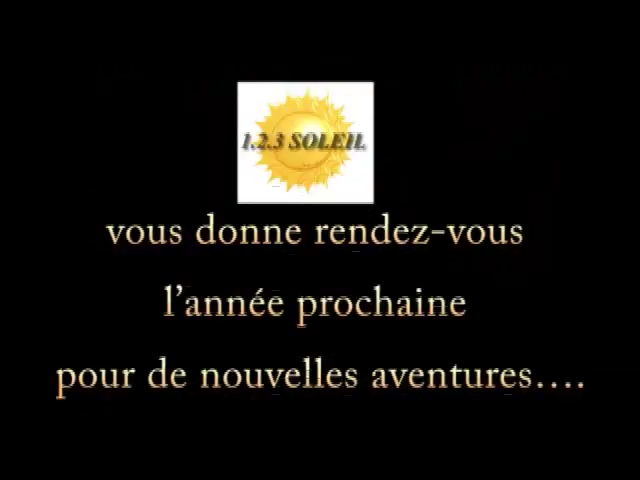 1.2.3 SOLEIL
vous donne rendez-vous
l’année prochaine
pour de nouvelles aventures....